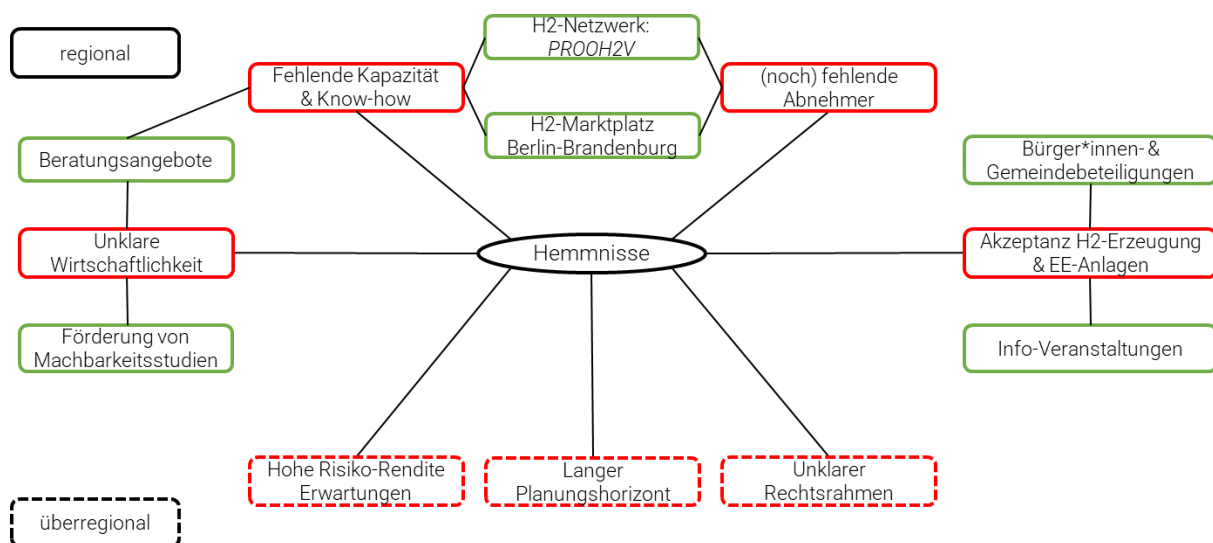 regional
H2-Netzwerk:
PROOH2V
Fehlende Kapazität
& Know-how
(noch) fehlende
Abnehmer
H2-Marktplatz
Berlin-Brandenburg
Beratungsangebote
Bürger*innen- &
Gemeindebeteiligungen
Unklare
Wirtschaftlichkeit
Hemmnisse
Akzeptanz H2-Erzeugung
& EE-Anlagen
Förderung von
Machbarkeitsstudien
Info-Veranstaltungen
Hohe Risiko-Rendite
Erwartungen
Langer
Planungshorizont
Unklarer
Rechtsrahmen
überregional